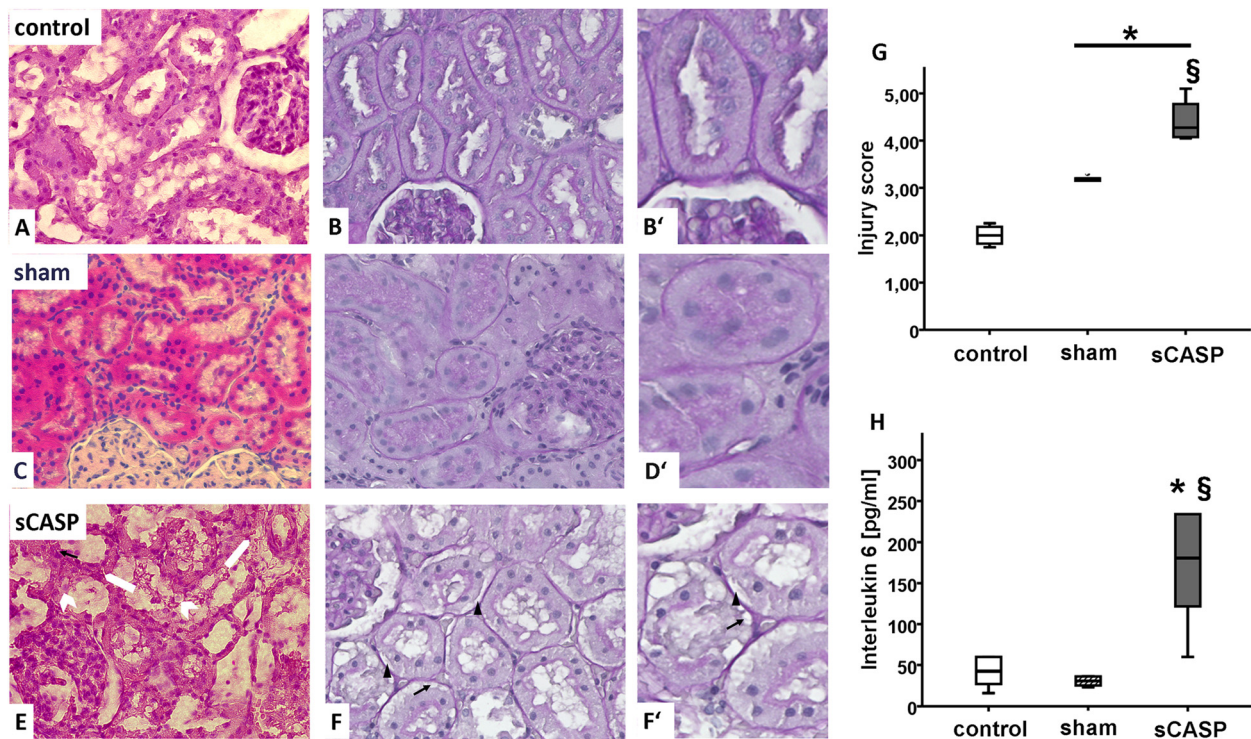 control
A
B
B‘
sham
C
D‘
sCASP
E
F
F‘
G
*
§
Injury score
5,00
4,00
3,00
2,00
1,00
0
control sham sCASP
H
* §
Interleukin 6 [pg/ml]
300
250
200
150
100
50
0
control sham sCASP